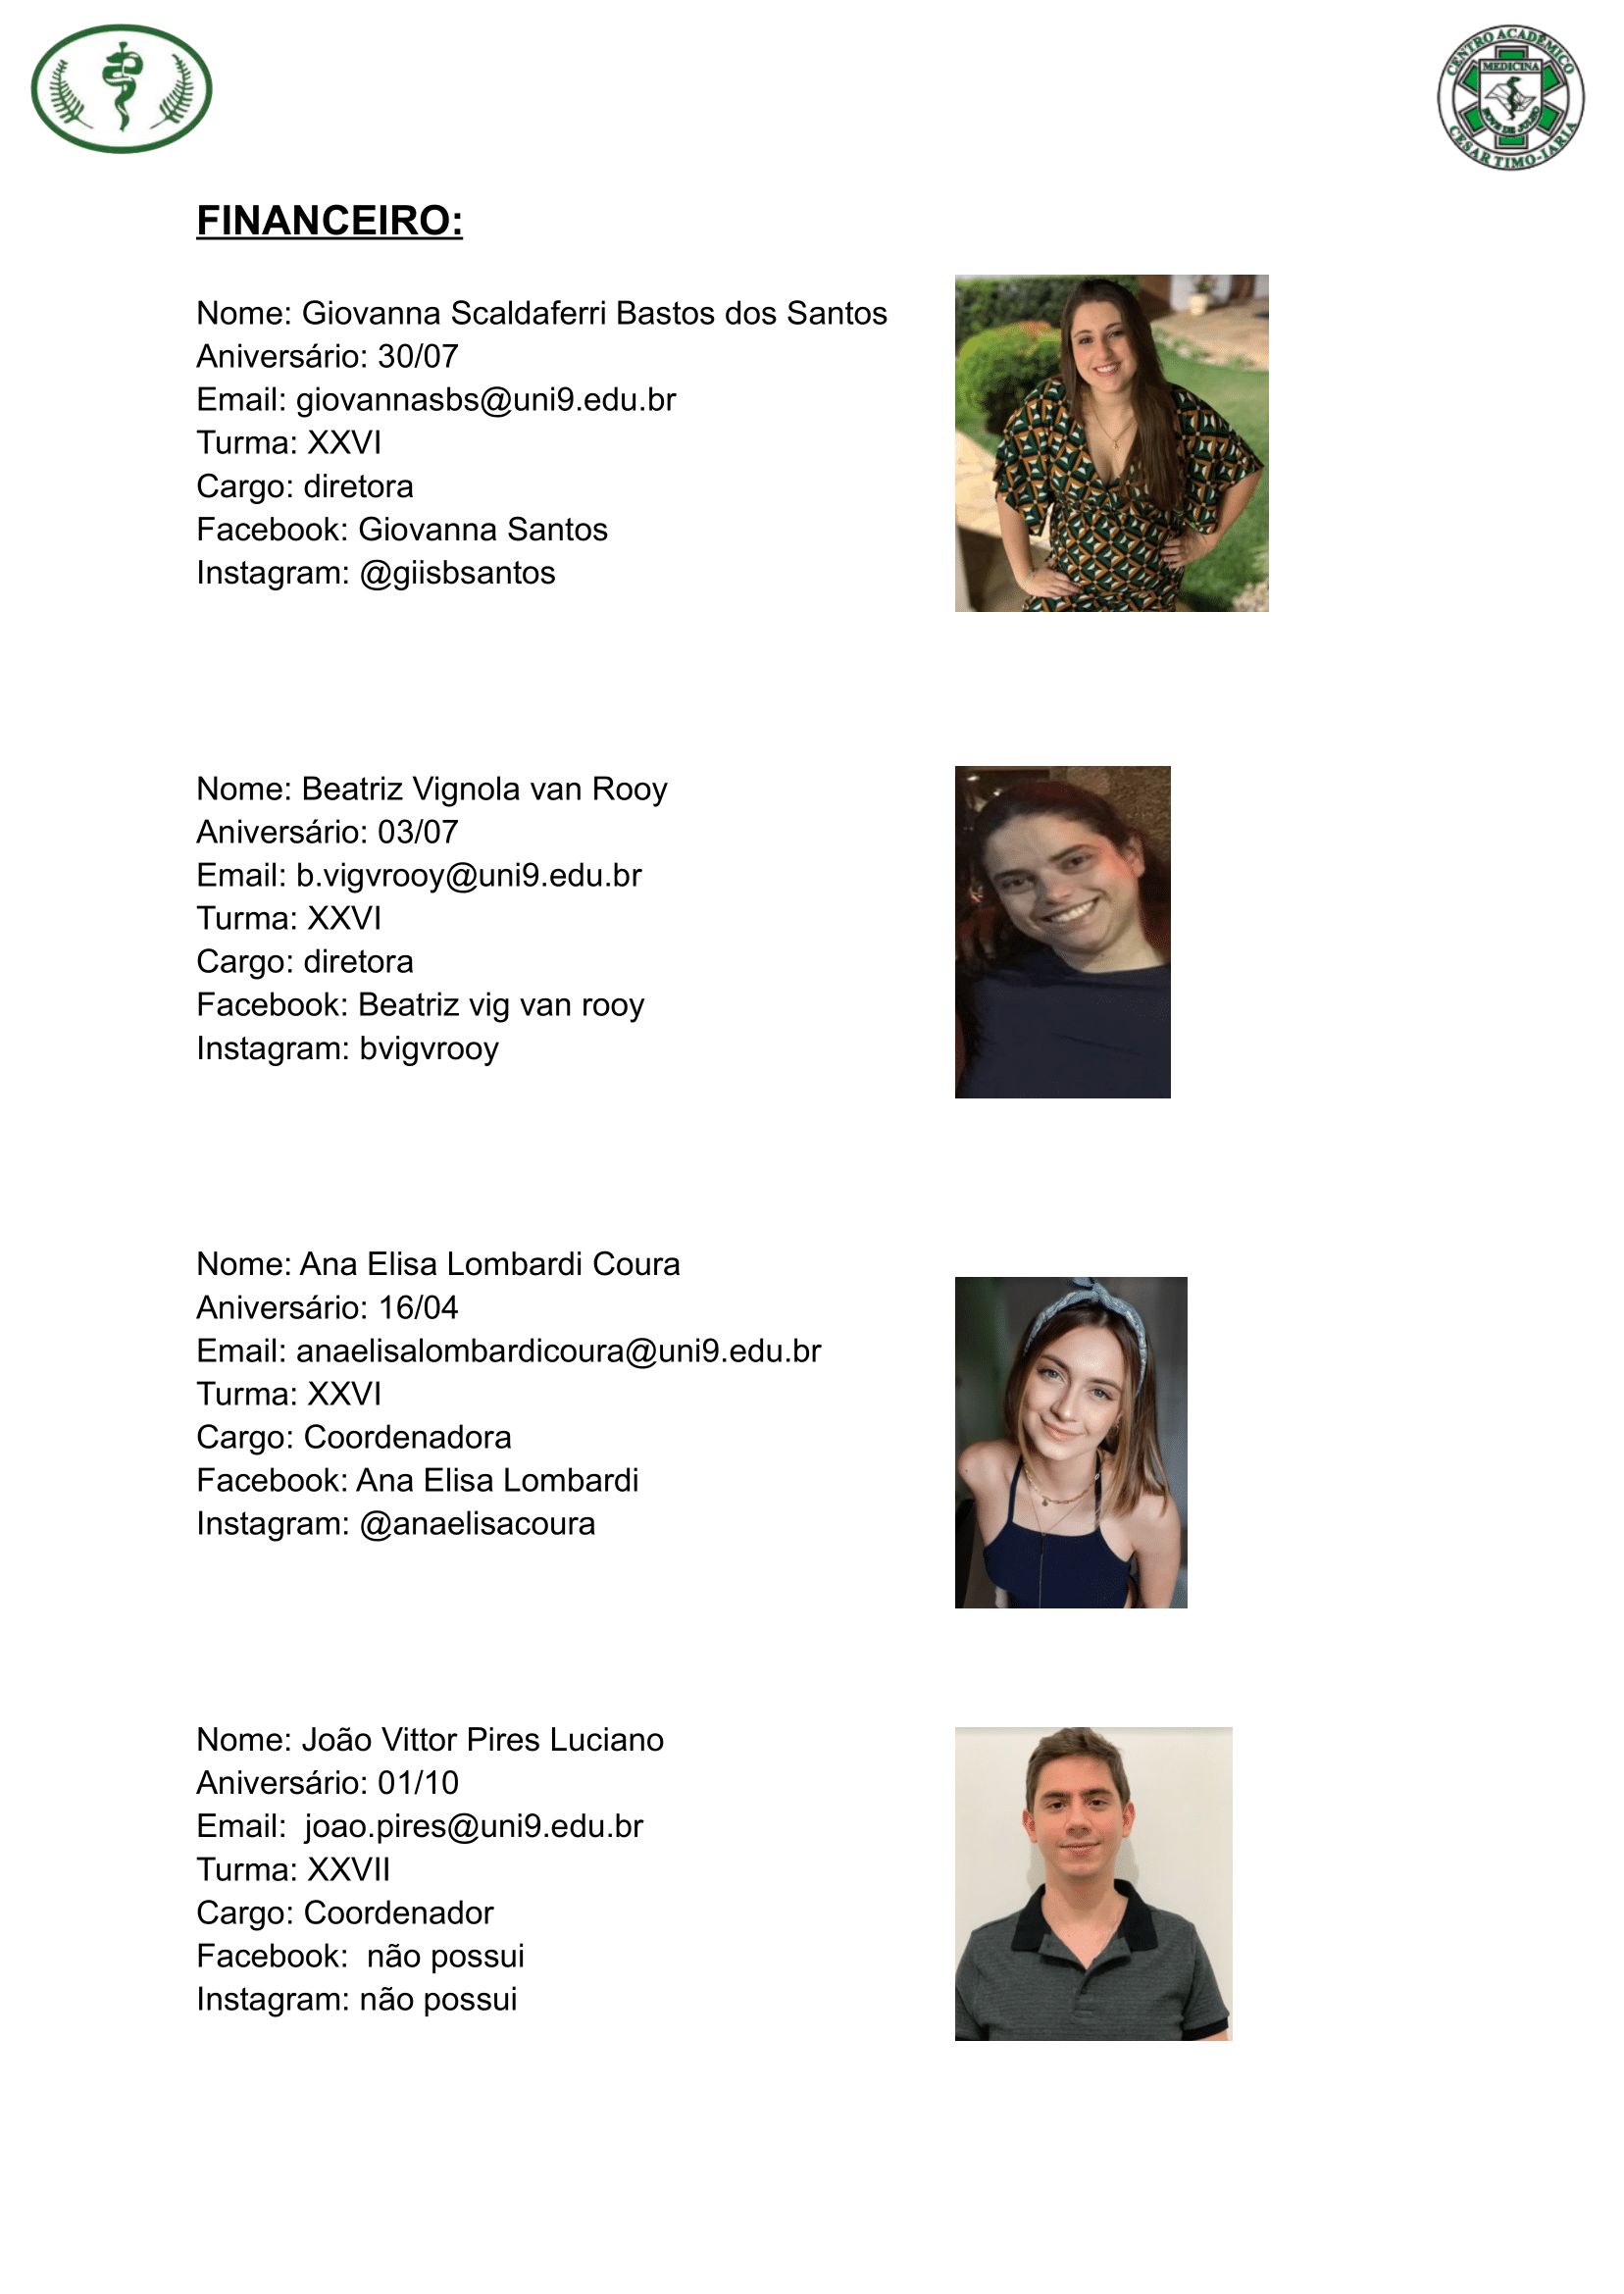 CENTRO ACADÊMICO
MEDICINA
NOVE DE JULHO
CESAR TIMO-IARIA
FINANCEIRO:
Nome: Giovanna Scaldaferri Bastos dos Santos
Aniversário: 30/07
Email: giovannasbs@uni9.edu.br
Turma: XXVI
Cargo: diretora
Facebook: Giovanna Santos
Instagram: @giisbsantos
Nome: Beatriz Vignola van Rooy
Aniversário: 03/07
Email: b.vigvrooy@uni9.edu.br
Turma: XXVI
Cargo: diretora
Facebook: Beatriz vig van rooy
Instagram: bvigvrooy
Nome: Ana Elisa Lombardi Coura
Aniversário: 16/04
Email: anaelisalombardicoura@uni9.edu.br
Turma: XXVI
Cargo: Coordenadora
Facebook: Ana Elisa Lombardi
Instagram: @anaelisacoura
Nome: João Vittor Pires Luciano
Aniversário: 01/10
Email:  joao.pires@uni9.edu.br
Turma: XXVII
Cargo: Coordenador
Facebook:  não possui
Instagram: não possui